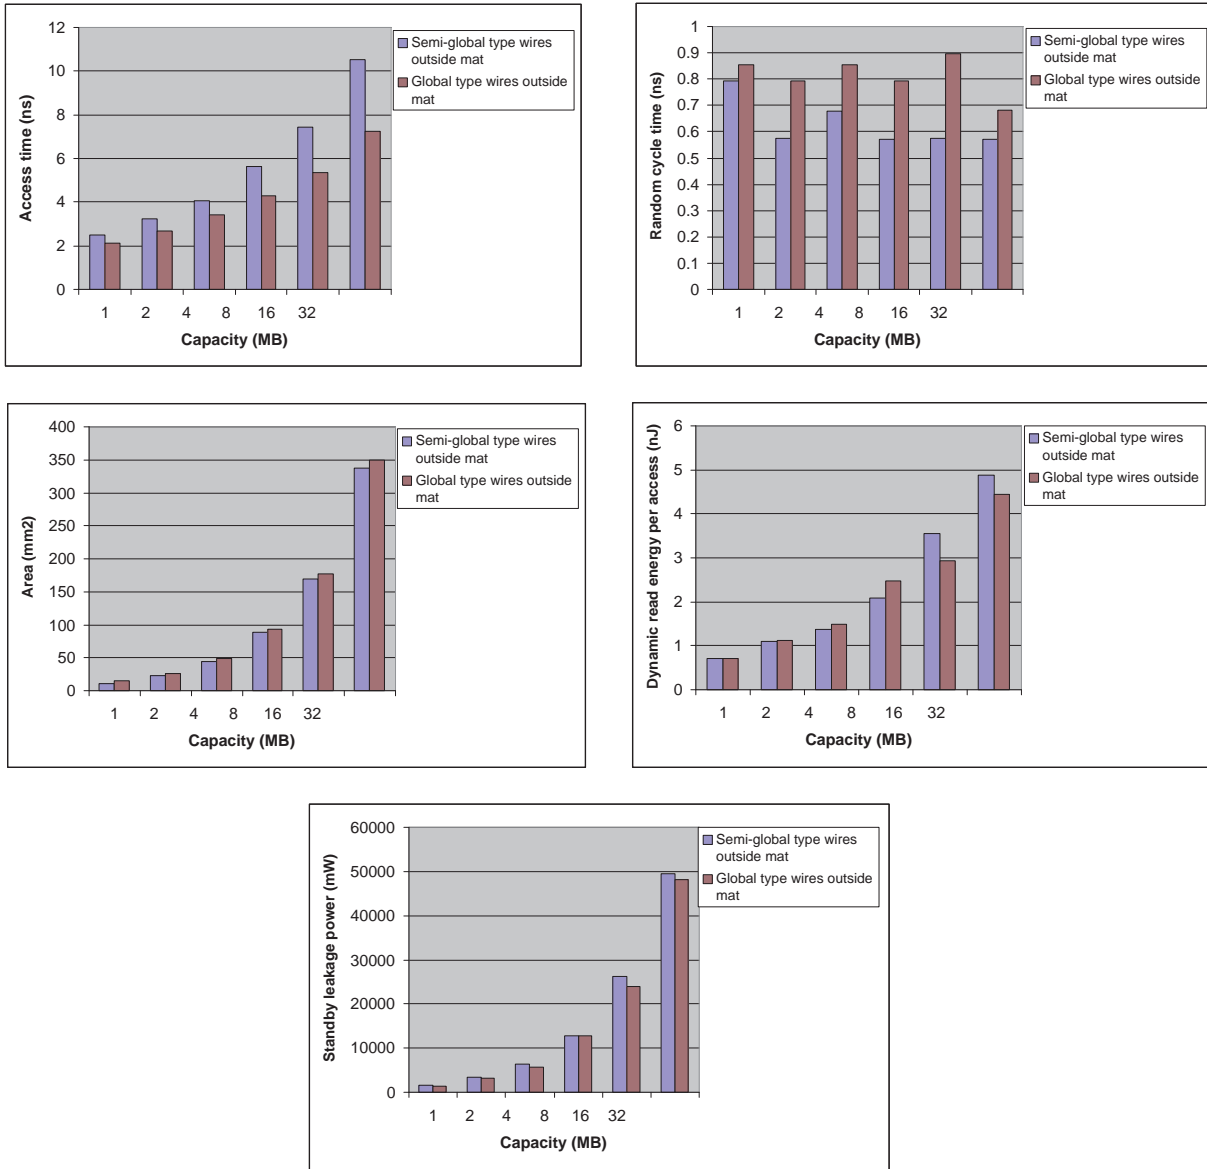 12
10
8
6
4
2
0
Access time (ns)
1 2 4 8 16 32
Capacity (MB)
Semi-global type wires
outside mat
Global type wires outside
mat
1
0.9
0.8
0.7
0.6
0.5
0.4
0.3
0.2
0.1
0
Random cycle time (ns)
1 2 4 8 16 32
Capacity (MB)
Semi-global type wires
outside mat
Global type wires outside
mat
400
350
300
250
200
150
100
50
0
Area (mm2)
1 2 4 8 16 32
Capacity (MB)
Semi-global type wires
outside mat
Global type wires outside
mat
6
5
4
3
2
1
0
Dynamic read energy per access (nJ)
1 2 4 8 16 32
Capacity (MB)
Semi-global type wires
outside mat
Global type wires outside
mat
60000
50000
40000
30000
20000
10000
0
Standby leakage power (mW)
1 2 4 8 16 32
Capacity (MB)
Semi-global type wires
outside mat
Global type wires outside
mat